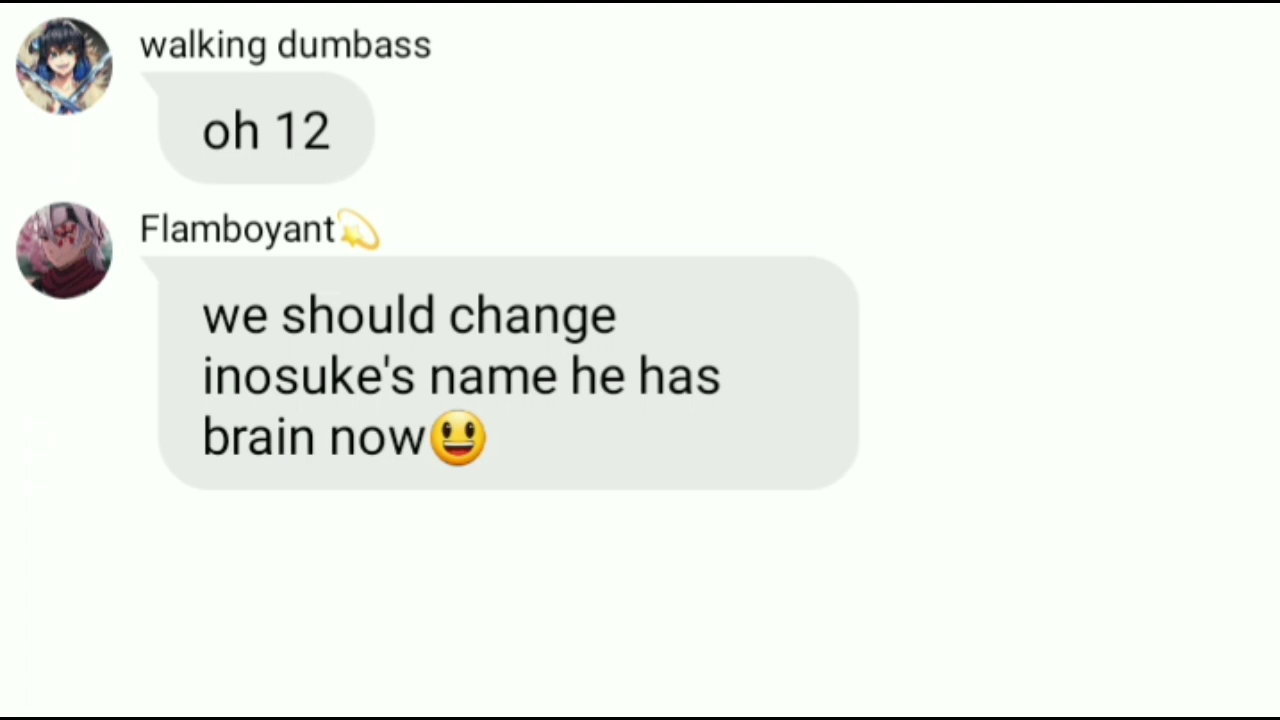 walking dumbass
oh 12
Flamboyant💫
we should change
inosuke's name he has
brain now😃